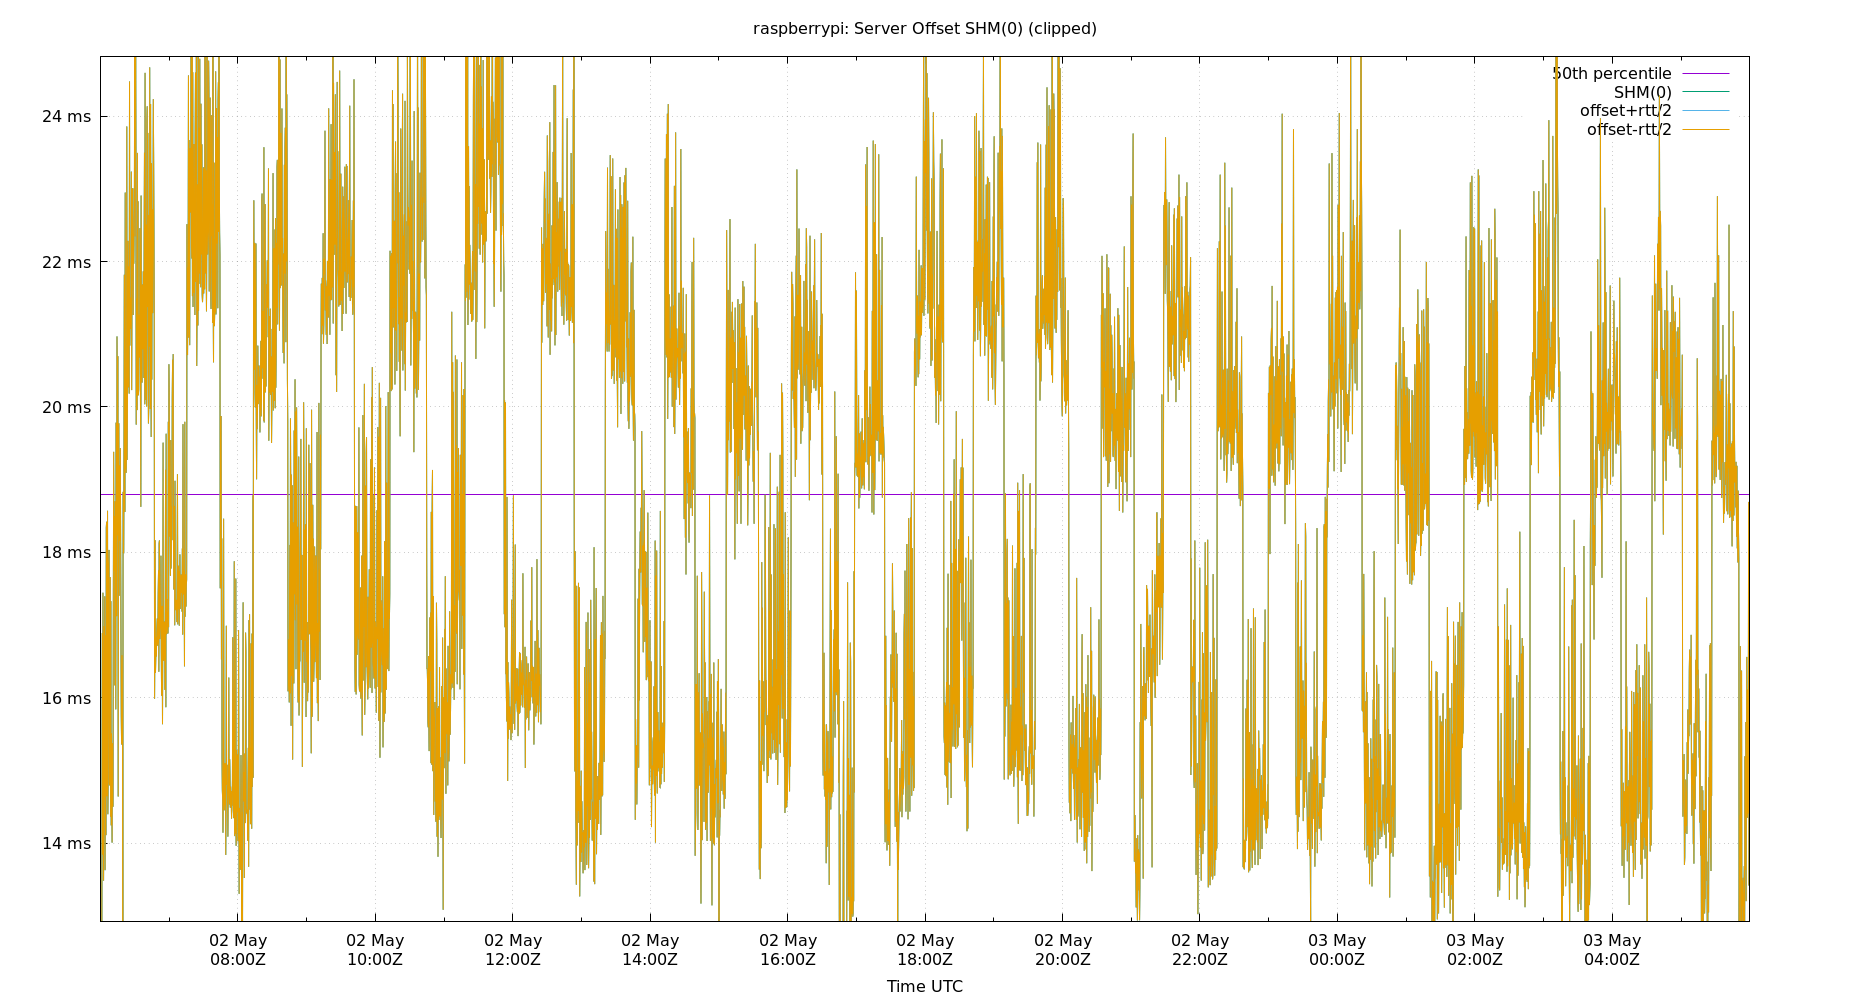 raspberrypi: Server Offset SHM(0) (clipped)
50th percentile
SHM(0)
offset+rtt/2
offset-rtt/2
24 ms
22 ms
20 ms
18 ms
16 ms
14 ms
02 May 02 May 02 May 02 May 02 May 02 May 02 May 02 May 03 May 03 May 03 May
08:00Z 10:00Z 12:00Z 14:00Z 16:00Z 18:00Z 20:00Z 22:00Z 00:00Z 02:00Z 04:00Z
Time UTC